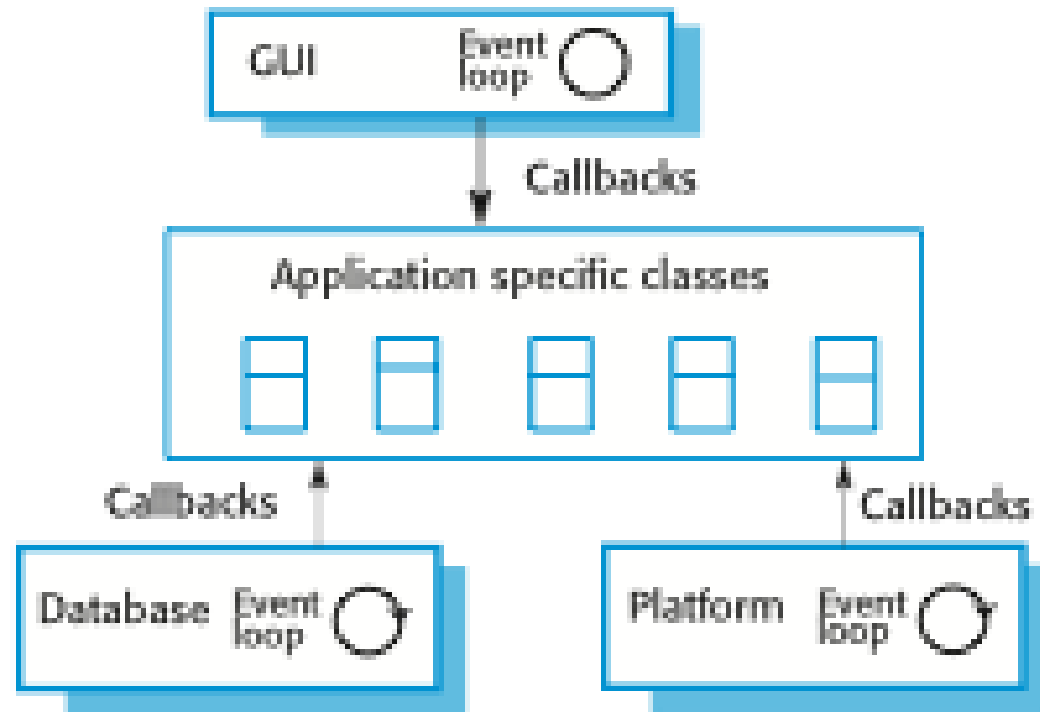 GUI
Event
loop
Callbacks
Application specific classes
Callbacks
Callbacks
Database
Event
loop
Platform
Event
loop